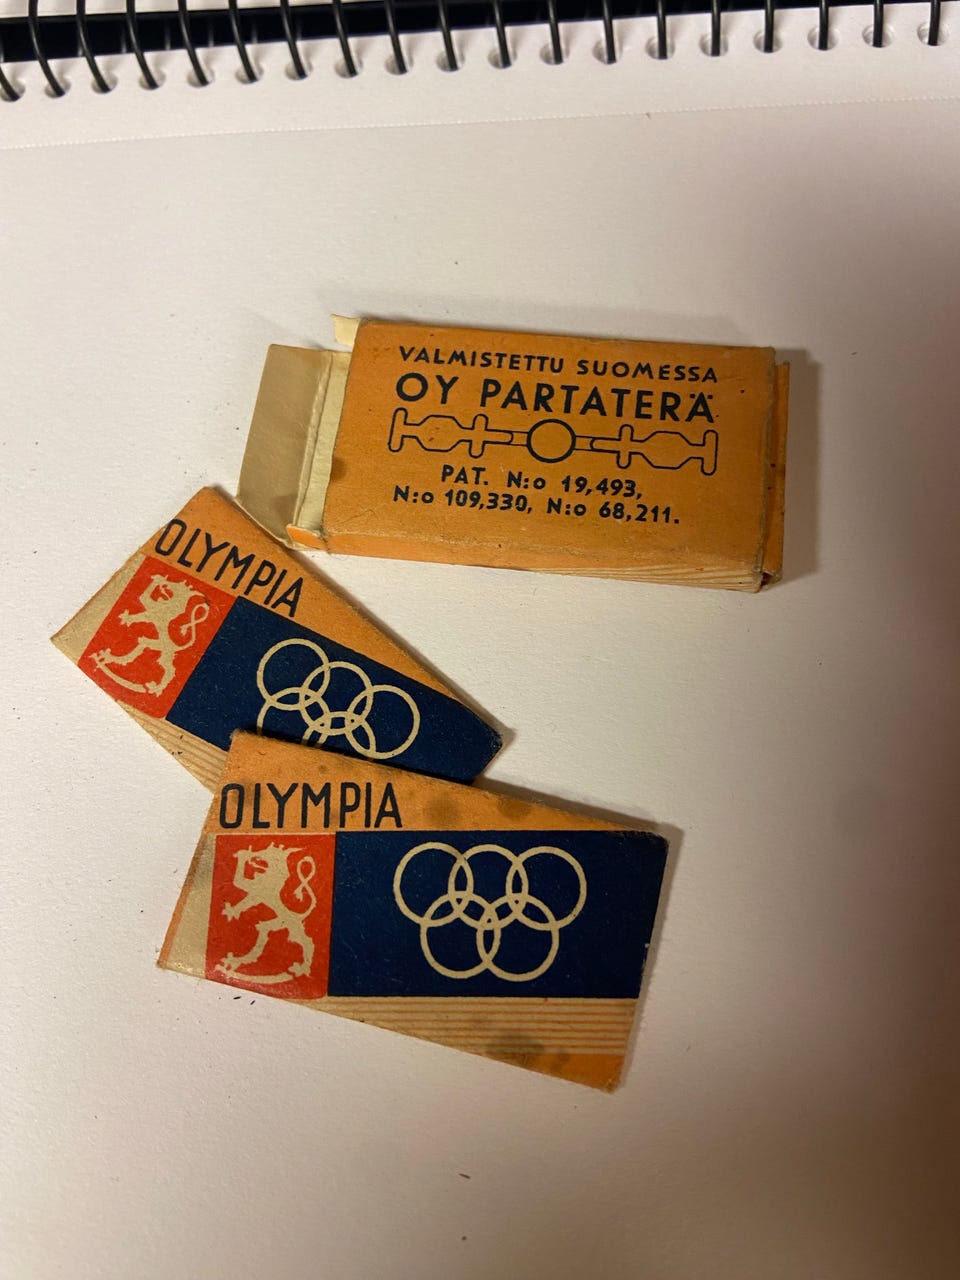 VALMISTETTU SUOMESSA
OY PARTATERÄ
PAT. N:o 19,493,
N:o 109,330, N:o 68,211.
OLYMPIA
OLYMPIA